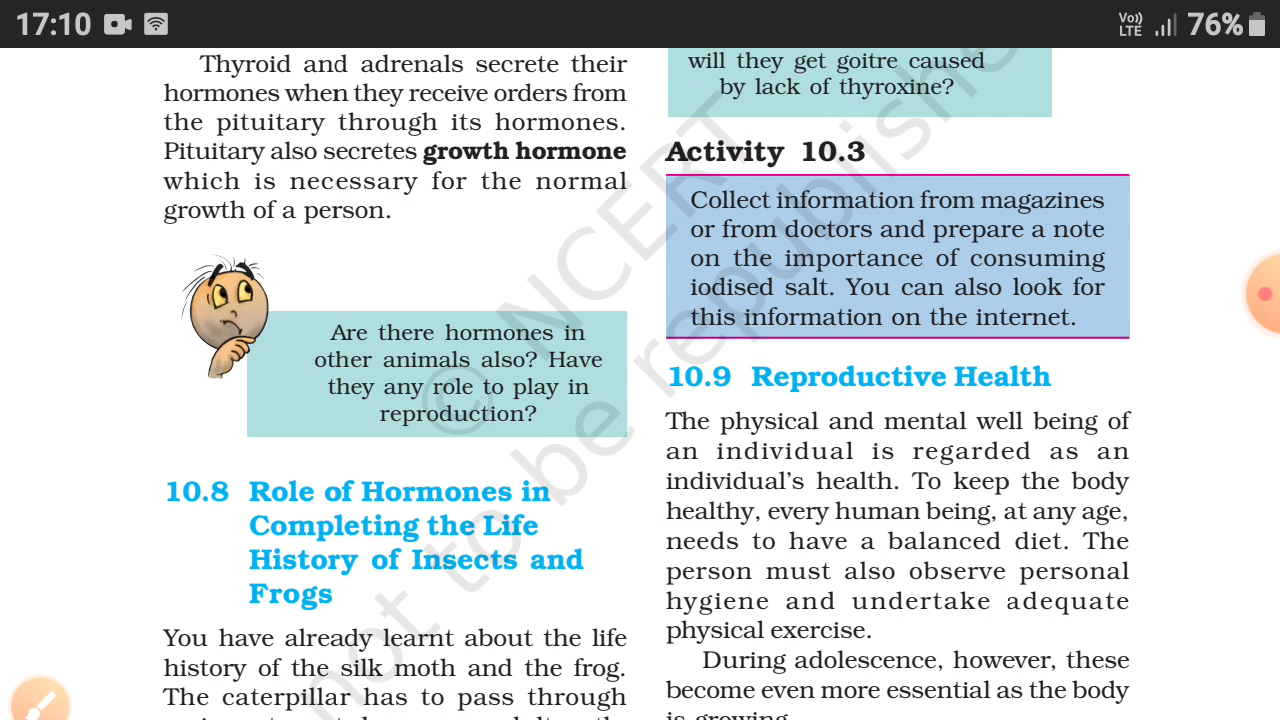 17:10
Vo))
LTE
76%
Thyroid and adrenals secrete their
hormones when they receive orders from
the pituitary through its hormones.
Pituitary also secretes growth hormone
which is necessary for the normal
growth of a person.
Are there hormones in
other animals also? Have
they any role to play in
reproduction?
10.8 Role of Hormones in
Completing the Life
History of Insects and
Frogs
You have already learnt about the life
history of the silk moth and the frog.
The caterpillar has to pass through
will they get goitre caused
by lack of thyroxine?
Activity 10.3
Collect information from magazines
or from doctors and prepare a note
on the importance of consuming
iodised salt. You can also look for
this information on the internet.
10.9 Reproductive Health
The physical and mental well being of
an individual is regarded as an
individual's health. To keep the body
healthy, every human being, at any age,
needs to have a balanced diet. The
person must also observe personal
hygiene and undertake adequate
physical exercise.
During adolescence, however, these
become even more essential as the body
is growing.
© NCERT
not to be republishe